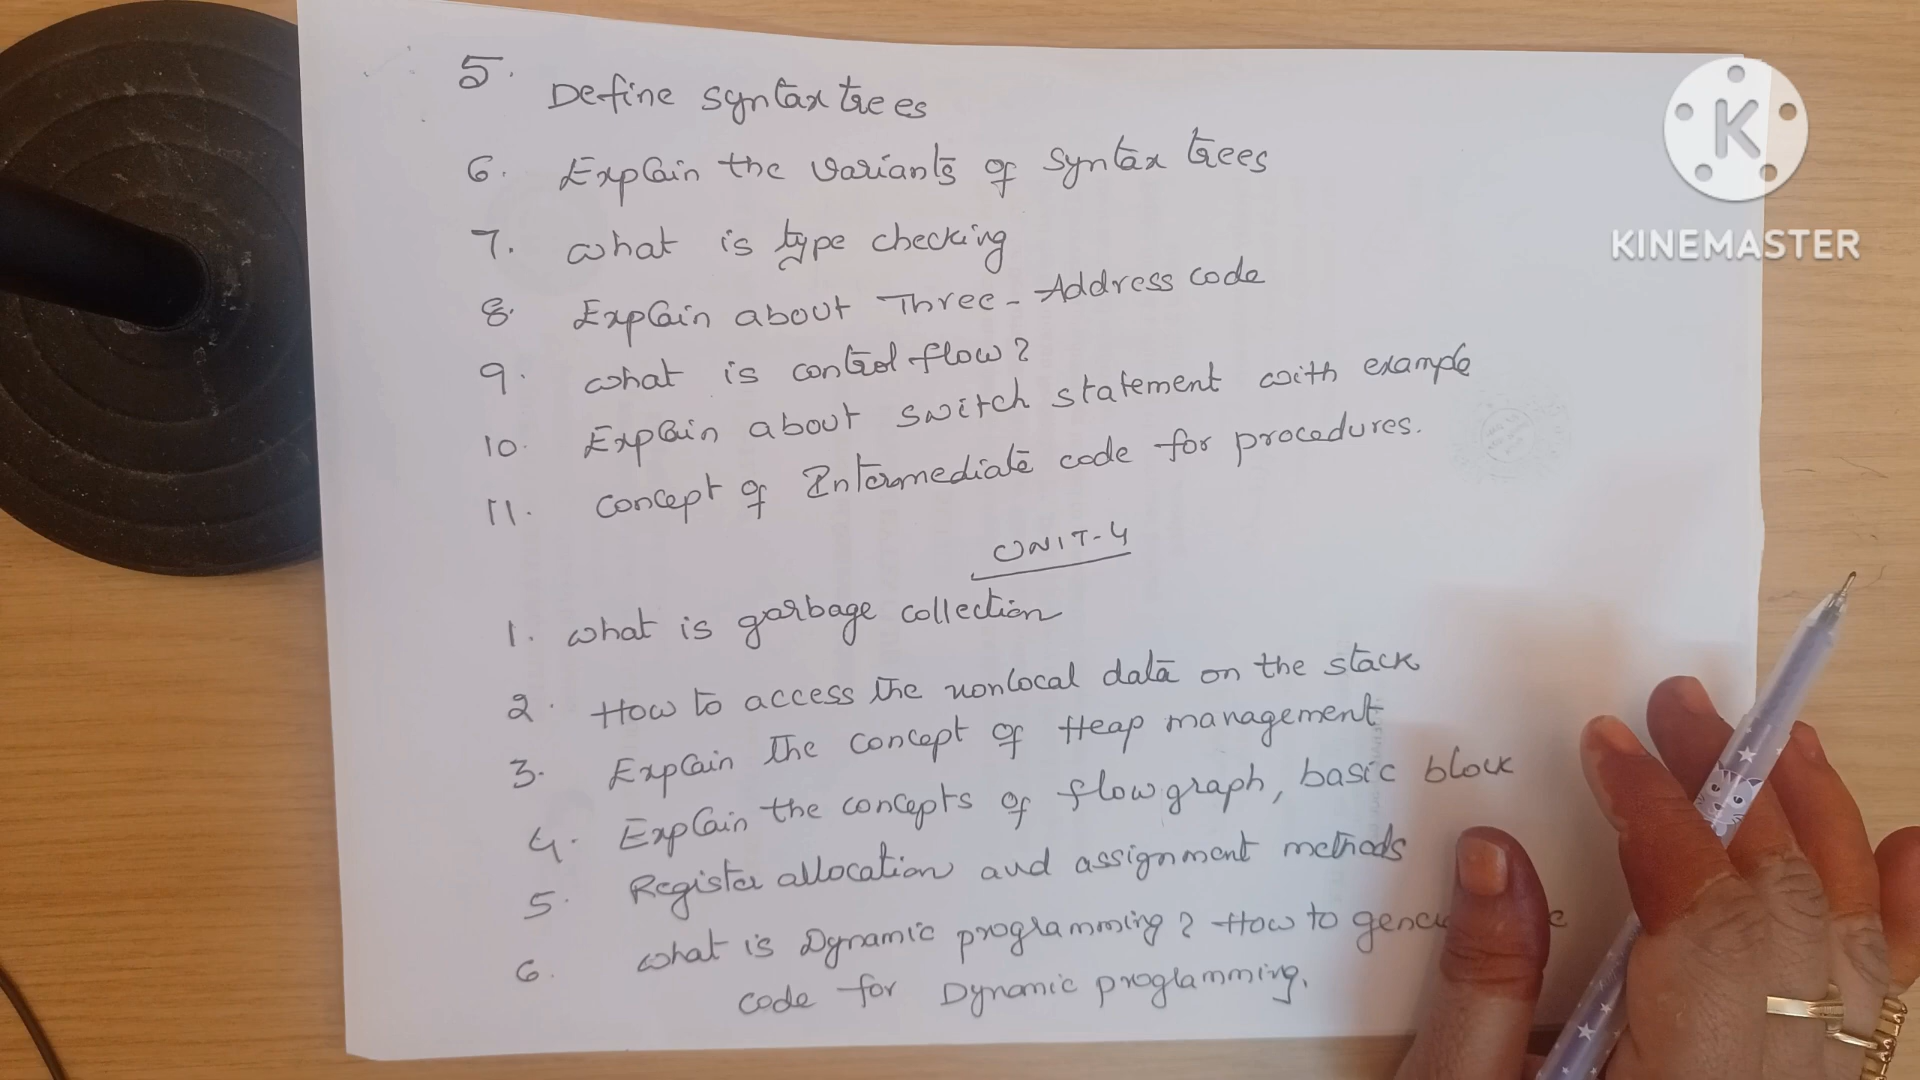 5. Define syntax trees
6. Explain the variants of syntax trees
7. what is type checking
8. Explain about Three-Address code
9. what is control flow?
10. Explain about switch statement with example
11. concept of Intermediate code for procedures.
UNIT-4
1. what is garbage collection
2. How to access the nonlocal data on the stack
3. Explain the concept of Heap management
4. Explain the concepts of flowgraph, basic block
5. Register allocation and assignment methods
6. what is Dynamic programming? How to
code for Dynamic programming.
K
KINEMASTER